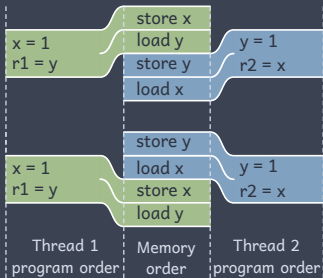 store x
load y
store y
load x
x = 1
r1 = y
y = 1
r2 = x
store y
load x
store x
load y
x = 1
r1 = y
y = 1
r2 = x
Thread 1
program order
Memory
order
Thread 2
program order